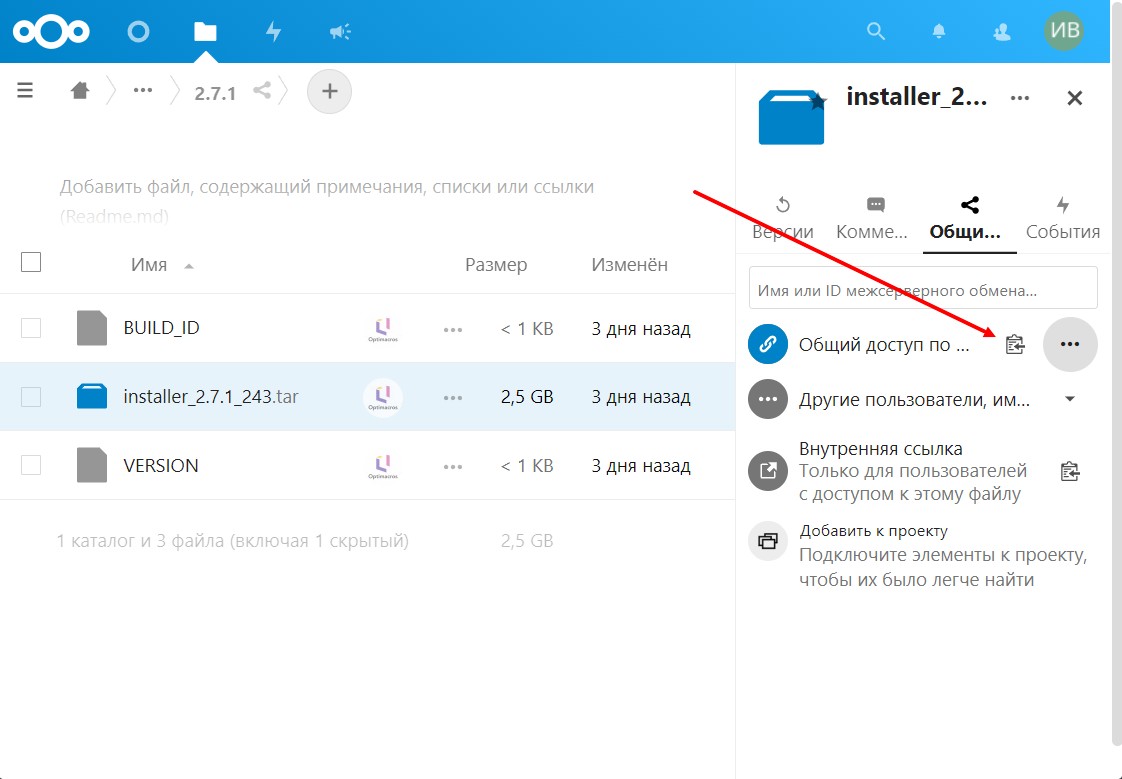 ИВ
2.7.1
Добавить файл, содержащий примечания, списки или ссылки
(Readme.md)
Имя
Размер
Изменён
BUILD_ID
Optimacros
< 1 KB
3 дня назад
installer_2.7.1_243.tar
Optimacros
2,5 GB
3 дня назад
VERSION
Optimacros
< 1 KB
3 дня назад
1 каталог и 3 файла (включая 1 скрытый)
2,5 GB
installer_2...
Версии
Комме...
Общи...
События
Имя или ID межсерверного обмена...
Общий доступ по ...
Другие пользователи, им...
Внутренняя ссылка
Только для пользователей
с доступом к этому файлу
Добавить к проекту
Подключите элементы к проекту,
чтобы их было легче найти